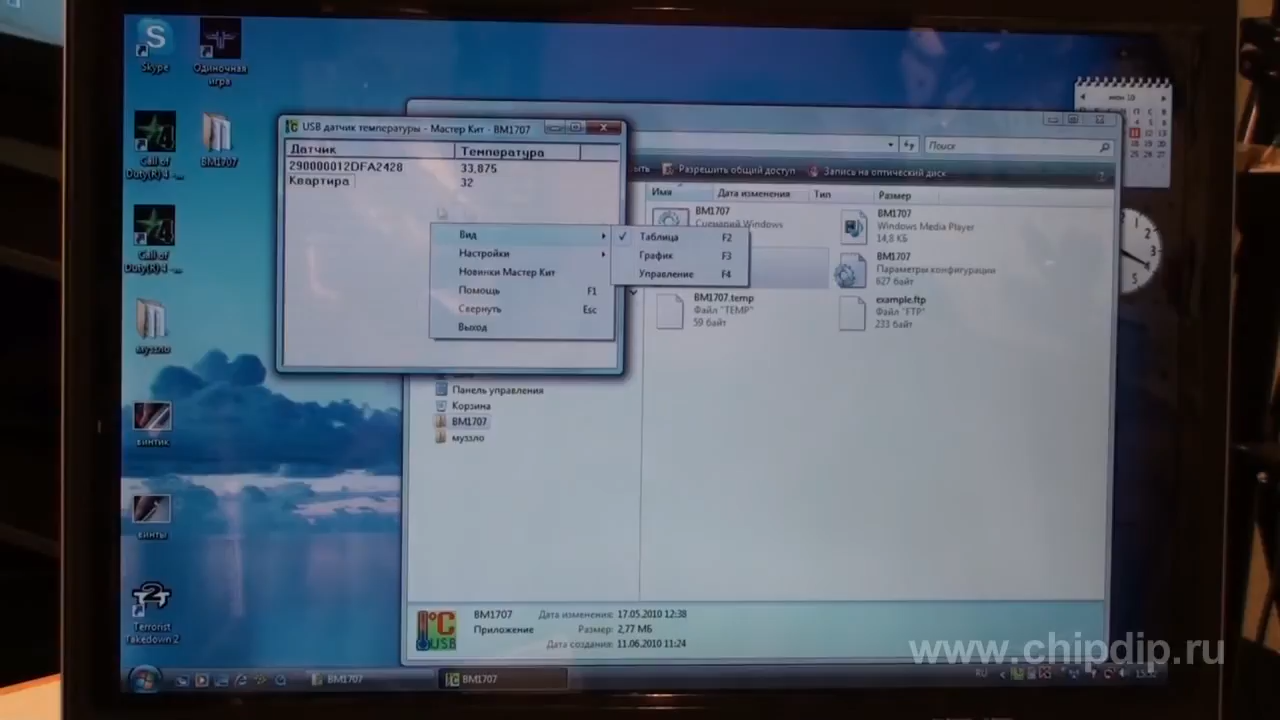 Skype
Одиночная игра
Call of Duty(R) 4 -...
BM1707
Call of Duty(R) 4 -...
муззло
винтик
винты
Terrorist Takedown 2
USB датчик температуры - Мастер Кит - BM1707
Датчик Температура
290000012DFA2428 33,875
Квартира 32
Вид
Настройки
Новинки Мастер Кит
Помощь F1
Свернуть Esc
Выход
Таблица F2
График F3
Управление F4
Поиск
Разрешить общий доступ
Запись на оптический диск
Имя Дата изменения Тип Размер
BM1707
Сценарий Windows
BM1707
Windows Media Player
14,8 КБ
BM1707
Параметры конфигурации
627 байт
BM1707.temp
Файл "TEMP"
59 байт
example.ftp
Файл "FTP"
233 байт
Панель управления
Корзина
BM1707
муззло
BM1707 Дата изменения: 17.05.2010 12:38
Приложение Размер: 2,77 МБ
Дата создания: 11.06.2010 11:24
°C
USB
BM1707
BM1707
RU
www.chipdip.ru